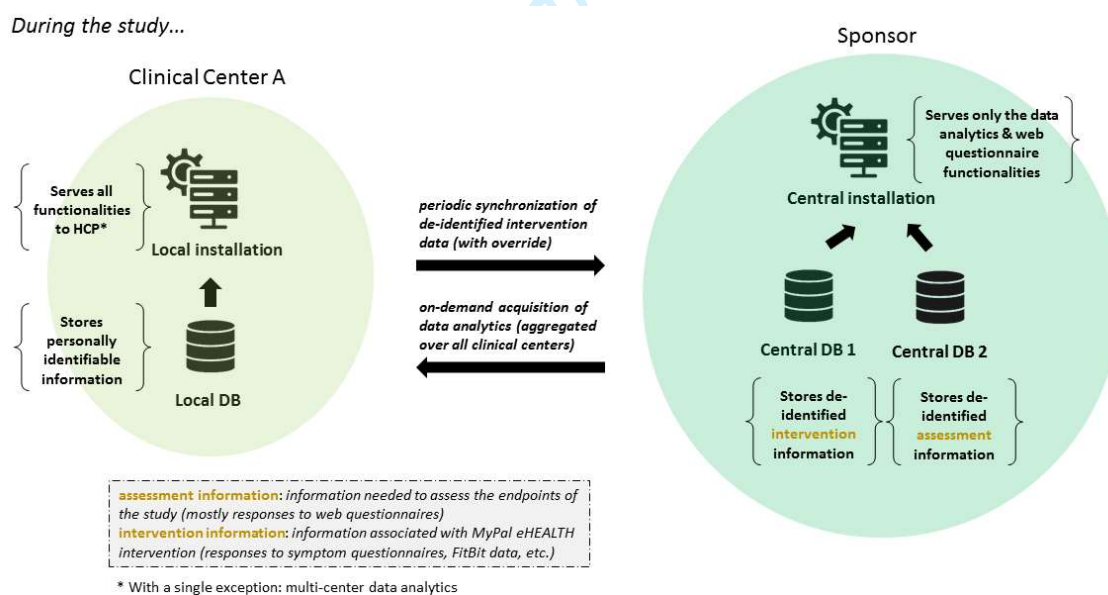 During the study...
Clinical Center A
Serves all
functionalities
to HCP*
Local installation
Stores
personally
identifiable
information
Local DB
periodic synchronization of
de-identified intervention
data (with override)
on-demand acquisition of
data analytics (aggregated
over all clinical centers)
Sponsor
Serves only the data
analytics & web
questionnaire
functionalities
Central installation
Central DB 1
Central DB 2
Stores de-
identified
intervention
information
Stores de-
identified
assessment
information
assessment information: information needed to assess the endpoints of
the study (mostly responses to web questionnaires)
intervention information: information associated with MyPal eHEALTH
intervention (responses to symptom questionnaires, FitBit data, etc.)
* With a single exception: multi-center data analytics